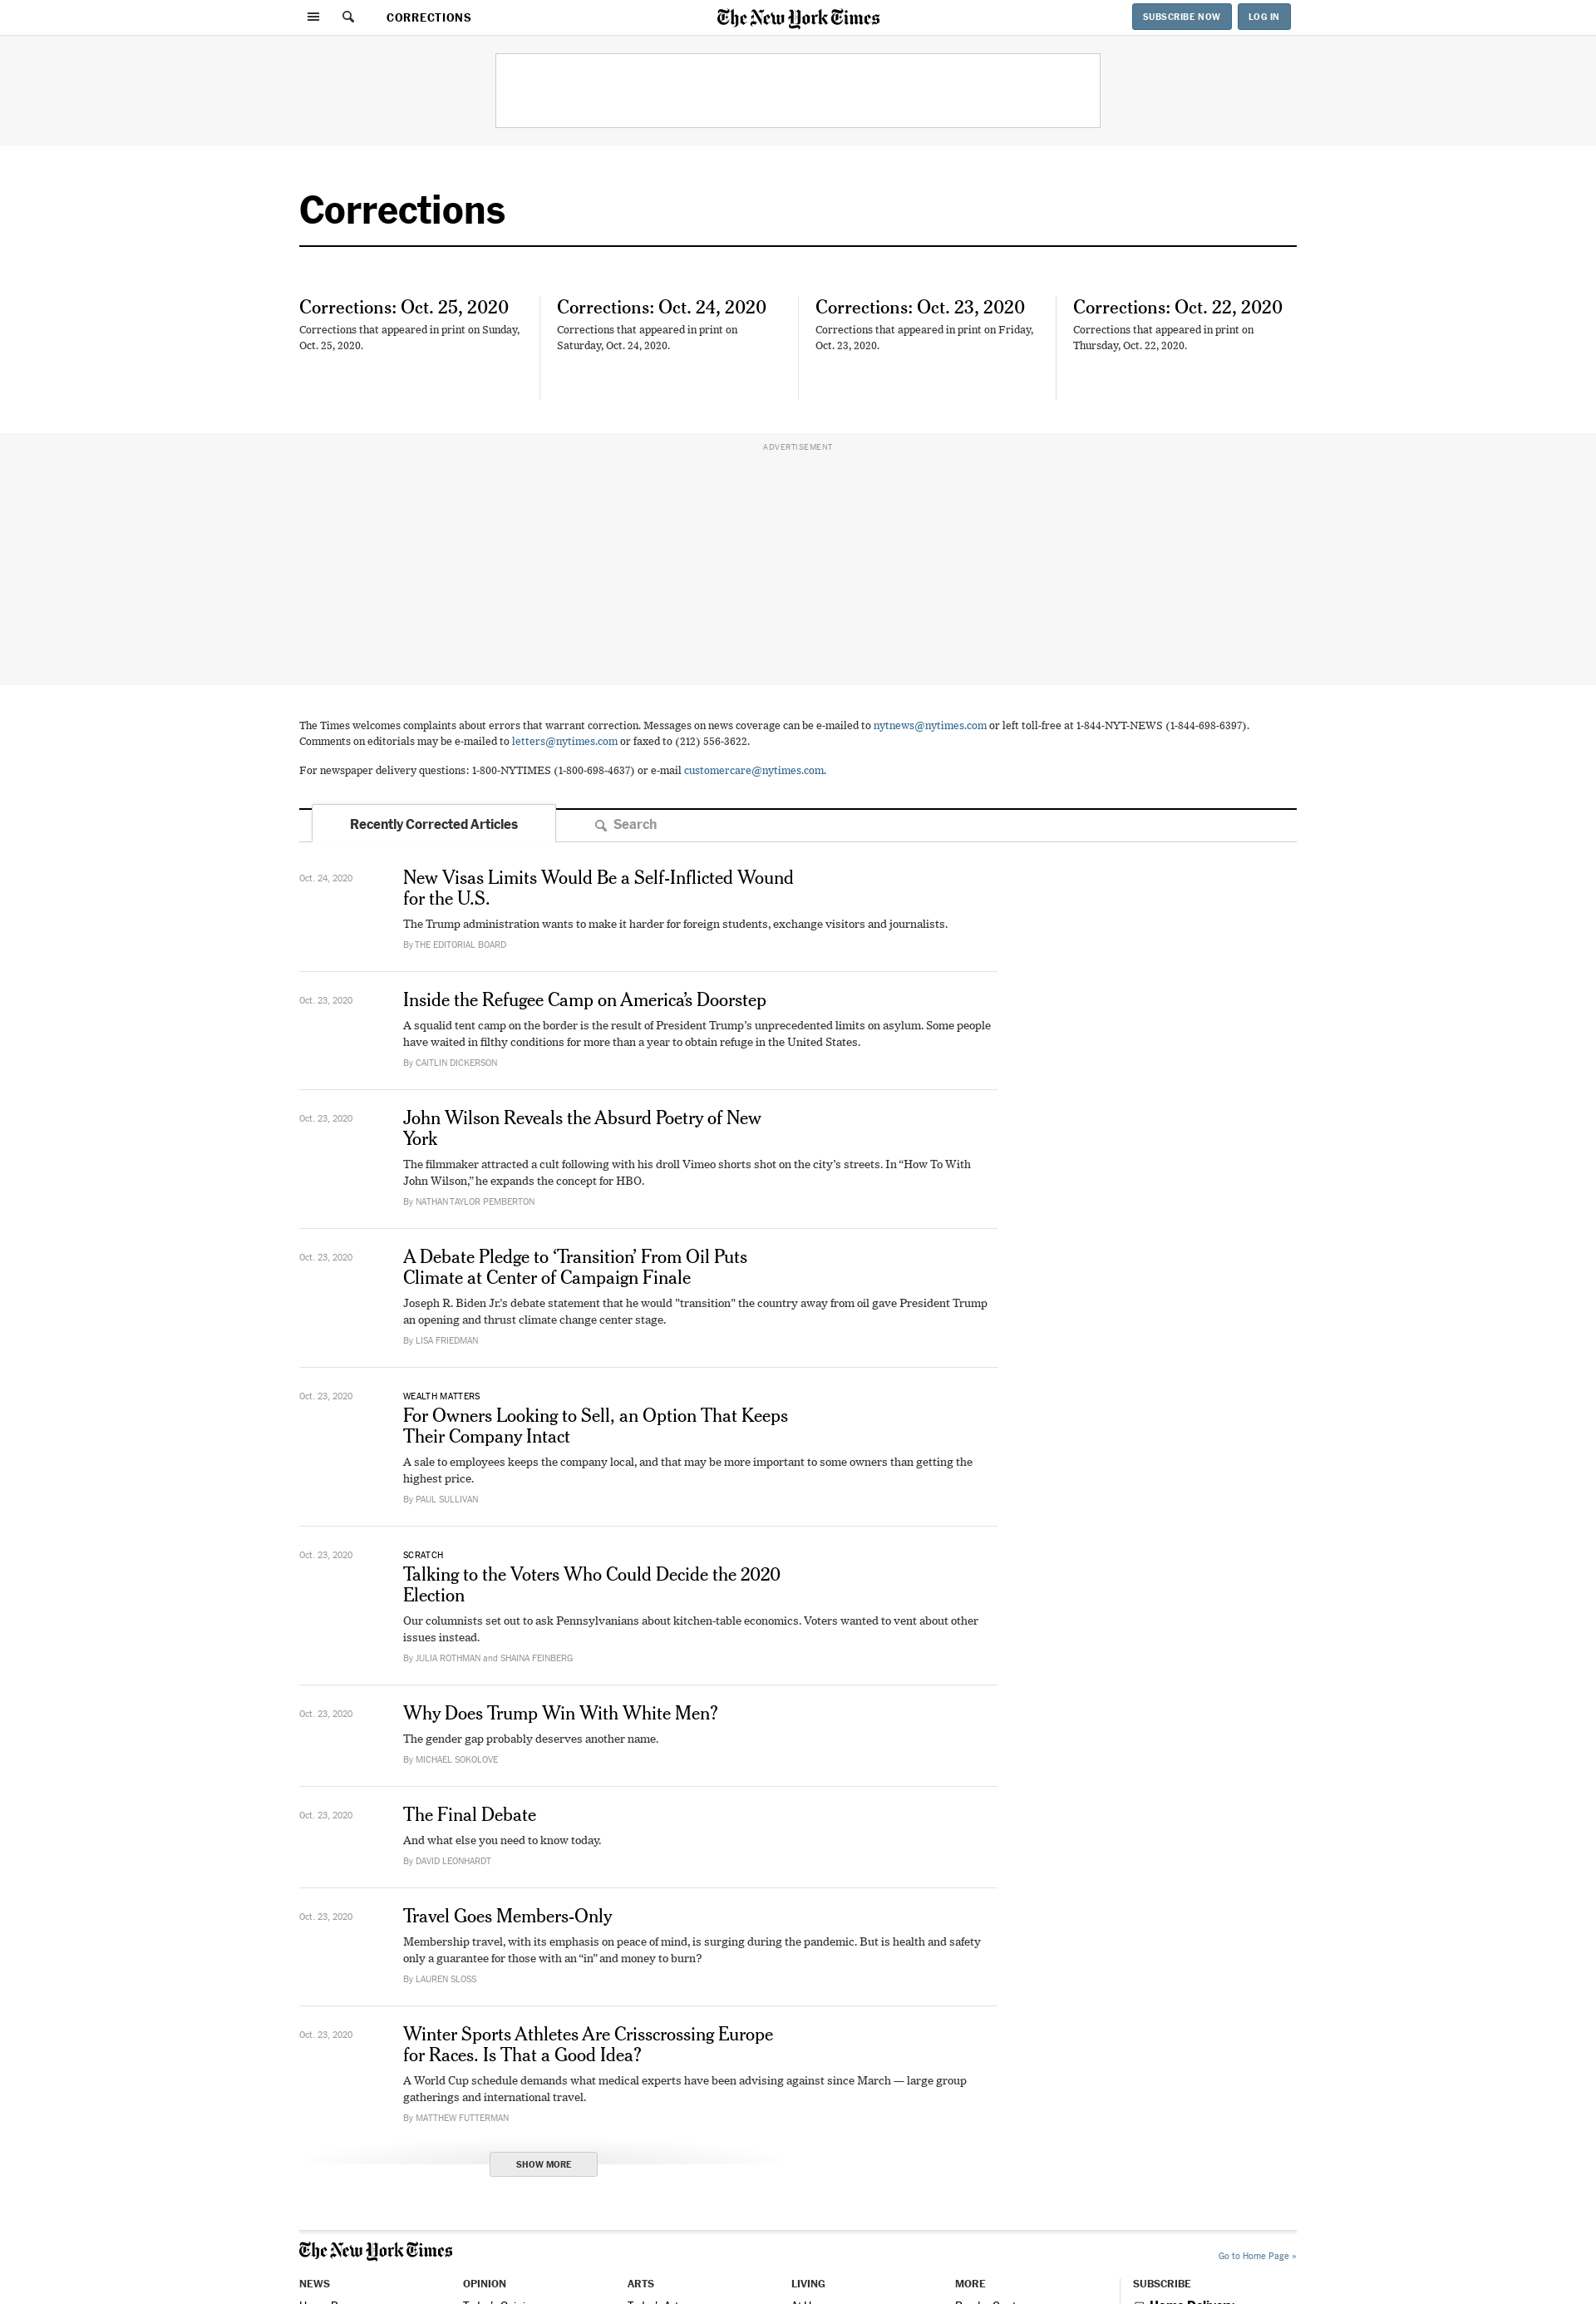 CORRECTIONS
The New York Times
SUBSCRIBE NOW
LOG IN
Corrections
Corrections: Oct. 25, 2020
Corrections that appeared in print on Sunday,
Oct. 25, 2020.
Corrections: Oct. 24, 2020
Corrections that appeared in print on
Saturday, Oct. 24, 2020.
Corrections: Oct. 23, 2020
Corrections that appeared in print on Friday,
Oct. 23, 2020.
Corrections: Oct. 22, 2020
Corrections that appeared in print on
Thursday, Oct. 22, 2020.
ADVERTISEMENT
The Times welcomes complaints about errors that warrant correction. Messages on news coverage can be e-mailed to nytnews@nytimes.com or left toll-free at 1-844-NYT-NEWS (1-844-698-6397).
Comments on editorials may be e-mailed to letters@nytimes.com or faxed to (212) 556-3622.
For newspaper delivery questions: 1-800-NYTIMES (1-800-698-4637) or e-mail customercare@nytimes.com.
Recently Corrected Articles
Search
Oct. 24, 2020
New Visas Limits Would Be a Self-Inflicted Wound
for the U.S.
The Trump administration wants to make it harder for foreign students, exchange visitors and journalists.
By THE EDITORIAL BOARD
Oct. 23, 2020
Inside the Refugee Camp on America’s Doorstep
A squalid tent camp on the border is the result of President Trump’s unprecedented limits on asylum. Some people
have waited in filthy conditions for more than a year to obtain refuge in the United States.
By CAITLIN DICKERSON
Oct. 23, 2020
John Wilson Reveals the Absurd Poetry of New
York
The filmmaker attracted a cult following with his droll Vimeo shorts shot on the city’s streets. In “How To With
John Wilson,” he expands the concept for HBO.
By NATHAN TAYLOR PEMBERTON
Oct. 23, 2020
A Debate Pledge to ‘Transition’ From Oil Puts
Climate at Center of Campaign Finale
Joseph R. Biden Jr.'s debate statement that he would "transition" the country away from oil gave President Trump
an opening and thrust climate change center stage.
By LISA FRIEDMAN
Oct. 23, 2020
WEALTH MATTERS
For Owners Looking to Sell, an Option That Keeps
Their Company Intact
A sale to employees keeps the company local, and that may be more important to some owners than getting the
highest price.
By PAUL SULLIVAN
Oct. 23, 2020
SCRATCH
Talking to the Voters Who Could Decide the 2020
Election
Our columnists set out to ask Pennsylvanians about kitchen-table economics. Voters wanted to vent about other
issues instead.
By JULIA ROTHMAN and SHAINA FEINBERG
Oct. 23, 2020
Why Does Trump Win With White Men?
The gender gap probably deserves another name.
By MICHAEL SOKOLOVE
Oct. 23, 2020
The Final Debate
And what else you need to know today.
By DAVID LEONHARDT
Oct. 23, 2020
Travel Goes Members-Only
Membership travel, with its emphasis on peace of mind, is surging during the pandemic. But is health and safety
only a guarantee for those with an “in” and money to burn?
By LAUREN SLOSS
Oct. 23, 2020
Winter Sports Athletes Are Crisscrossing Europe
for Races. Is That a Good Idea?
A World Cup schedule demands what medical experts have been advising against since March — large group
gatherings and international travel.
By MATTHEW FUTTERMAN
SHOW MORE
The New York Times
Go to Home Page »
NEWS
OPINION
ARTS
LIVING
MORE
SUBSCRIBE
Home Delivery